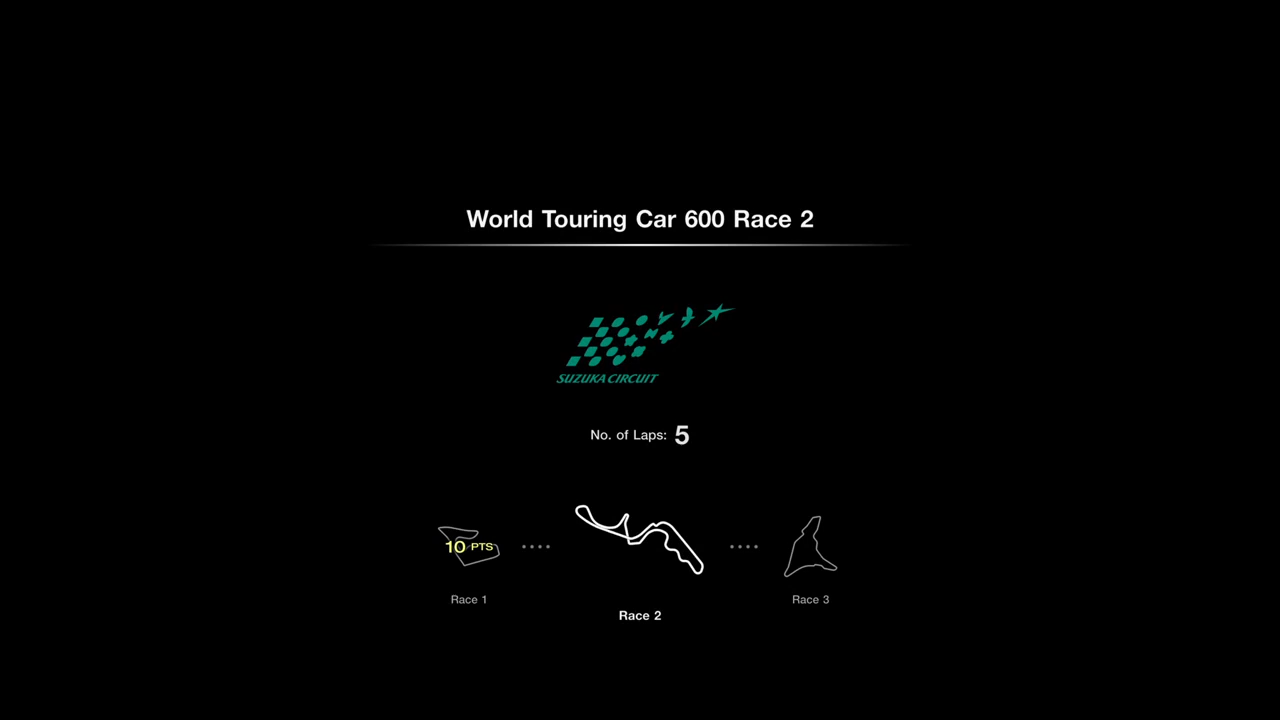 World Touring Car 600 Race 2
SUZUKA CIRCUIT
No. of Laps: 5
10 PTS
Race 1
Race 2
Race 3